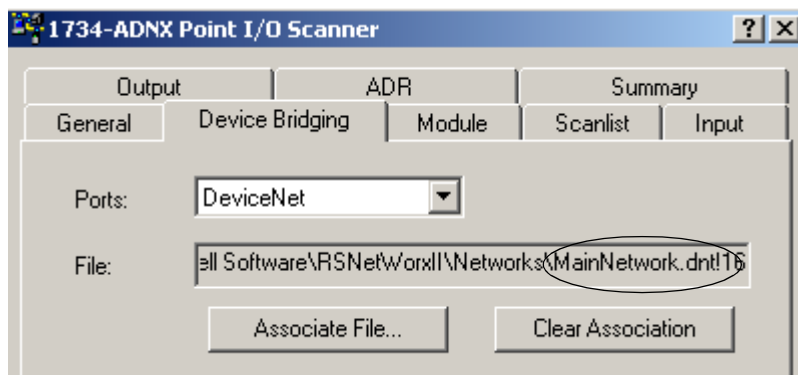 1734-ADNX Point I/O Scanner
Output ADR Summary
General Device Bridging Module Scanlist Input
Ports: DeviceNet
File: ell Software\RSNetWorxII\Networks\MainNetwork.dnt!16
Associate File... Clear Association